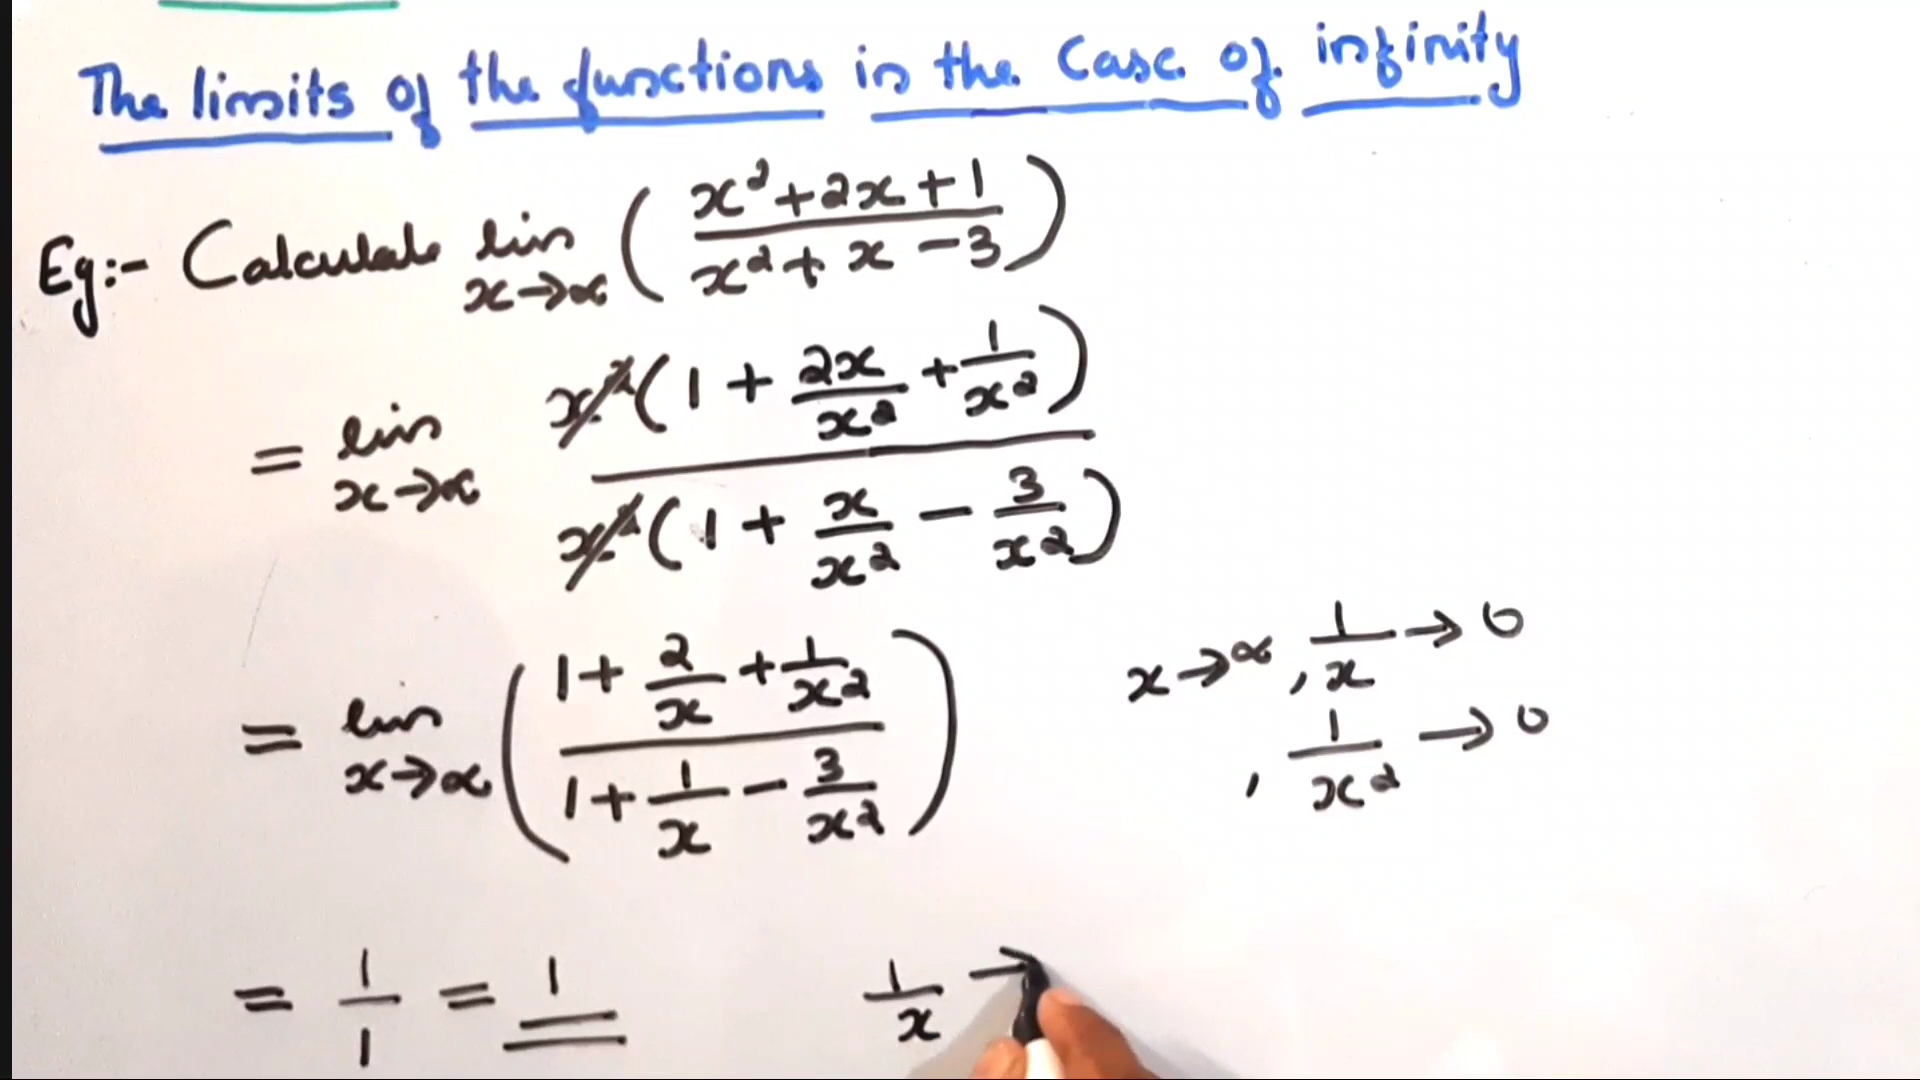 The limits of the functions in the case of infinity
Eg:- Calculate lim x→∞ ( (x²+2x+1)/(x²+x−3) )
= lim x→∞ x²(1 + 2x/x² + 1/x²) / x²(1 + x/x² − 3/x²)
= lim x→∞ ( (1 + 2/x + 1/x²)/(1 + 1/x − 3/x²) )
x→∞, 1/x → 0
, 1/x² → 0
= 1/1 = 1
1/x →